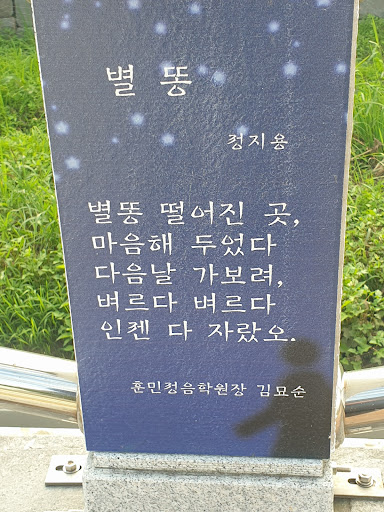 별 똥
정지용
별똥 떨어진 곳,
마음해 두었다
다음날 가보려,
벼르다 벼르다
인젠 다 자랐오.
훈민정음학원장 김묘순